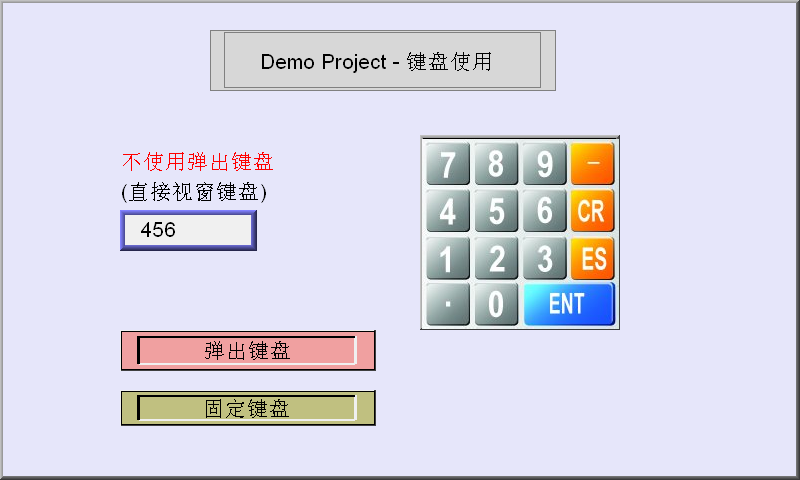 Demo Project - 键盘使用
不使用弹出键盘
(直接视窗键盘)
456
7 8 9 −
4 5 6 CR
1 2 3 ES
· 0 ENT
弹出键盘
固定键盘